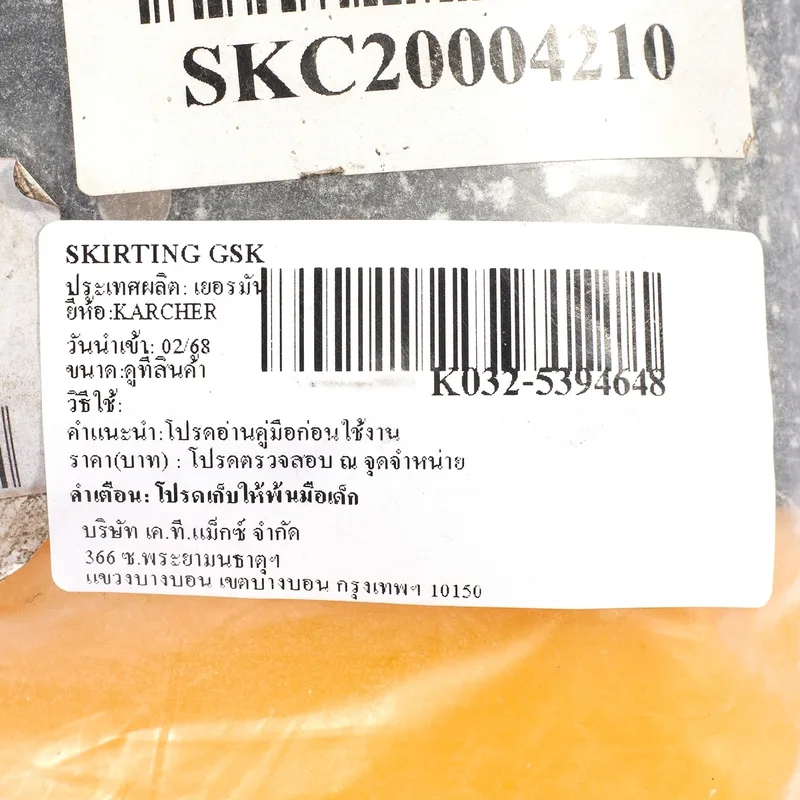 SKC20004210
SKIRTING GSK
ประเทศผลิต: เยอรมัน
ยี่ห้อ:KARCHER
วันนำเข้า: 02/68
ขนาด:ดูที่สินค้า
K032-5394648
วิธีใช้:
คำแนะนำ:โปรดอ่านคู่มือก่อนใช้งาน
ราคา(บาท) : โปรดตรวจสอบ ณ จุดจำหน่าย
คำเตือน: โปรดเก็บให้พ้นมือเด็ก
บริษัท เค.ที.แม็กซ์ จำกัด
366 ซ.พระยามนธาตุฯ
แขวงบางบอน เขตบางบอน กรุงเทพฯ 10150